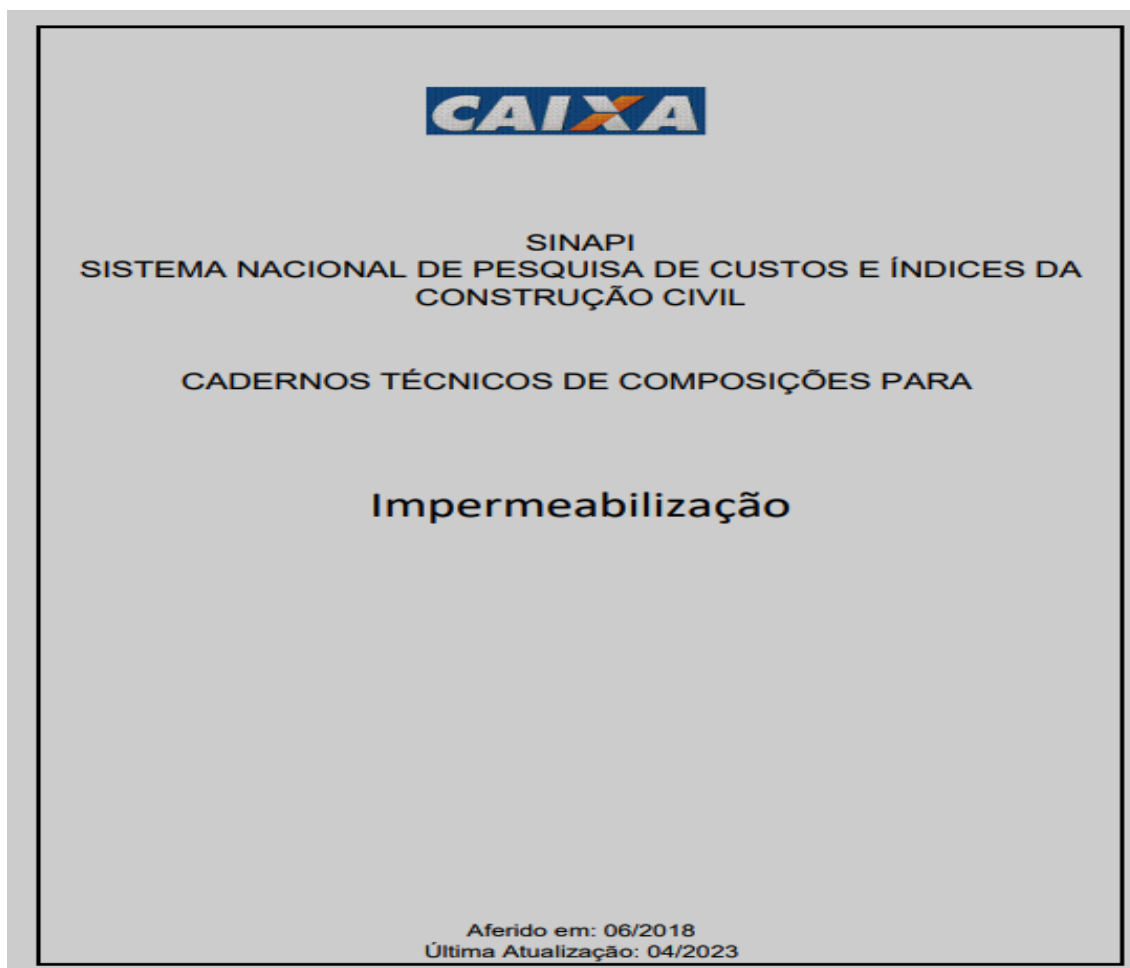 CAIXA
SINAPI
SISTEMA NACIONAL DE PESQUISA DE CUSTOS E ÍNDICES DA
CONSTRUÇÃO CIVIL
CADERNOS TÉCNICOS DE COMPOSIÇÕES PARA
Impermeabilização
Aferido em: 06/2018
Última Atualização: 04/2023